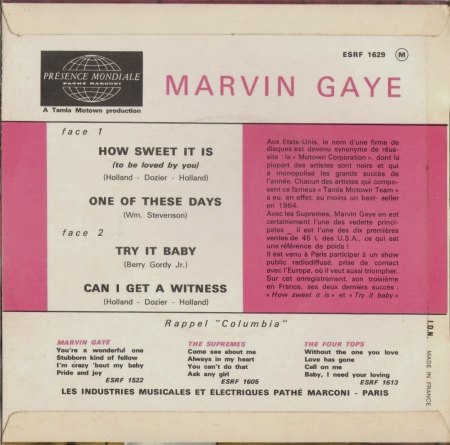 ESRF 1629 M
PRÉSENCE MONDIALE
PATHÉ MARCONI
A Tamla Motown production
MARVIN GAYE
face 1
HOW SWEET IT IS
(to be loved by you)
(Holland - Dozier - Holland)
ONE OF THESE DAYS
(Wm. Stevenson)
face 2
TRY IT BABY
(Berry Gordy Jr.)
CAN I GET A WITNESS
(Holland - Dozier - Holland)
Aux Etats-Unis, le nom d'une firme de
disques est devenu synonyme de réus-
site : la « Motown Corporation », dont la
plupart des artistes sont noirs et qui
a monopolisé les grands succès de
l'année. Chacun des artistes qui compo-
sent ce fameux « Tamla Motown Team »
a eu, en effet, au moins un best- seller
en 1964.
Avec les Supremes, Marvin Gaye en est
certainement l'une des vedette princi-
pales _ il est l'une des dix premières
ventes de 45 t. des U.S.A., ce qui est
une référence de poids !
Il est venu à Paris participer à un show
public radiodiffusé, prise de contact
avec l'Europe, où il veut aussi triompher.
Sur cet enregistrement, son troisième
en France, ses deux derniers succès :
« How sweet it is » et « Try it baby »
Rappel "Columbia"
MARVIN GAYE
You're a wonderful one
Stubborn kind of fellow
I'm crazy 'bout my baby
Pride and joy
ESRF 1522
THE SUPREMES
Come see about me
Always in my heart
You can't do that
Ask any girl
ESRF 1605
THE FOUR TOPS
Without the one you love
Love has gone
Call on me
Baby, I need your loving
ESRF 1613
LES INDUSTRIES MUSICALES ET ÉLECTRIQUES PATHÉ MARCONI - PARIS
I.D.N. MADE IN FRANCE